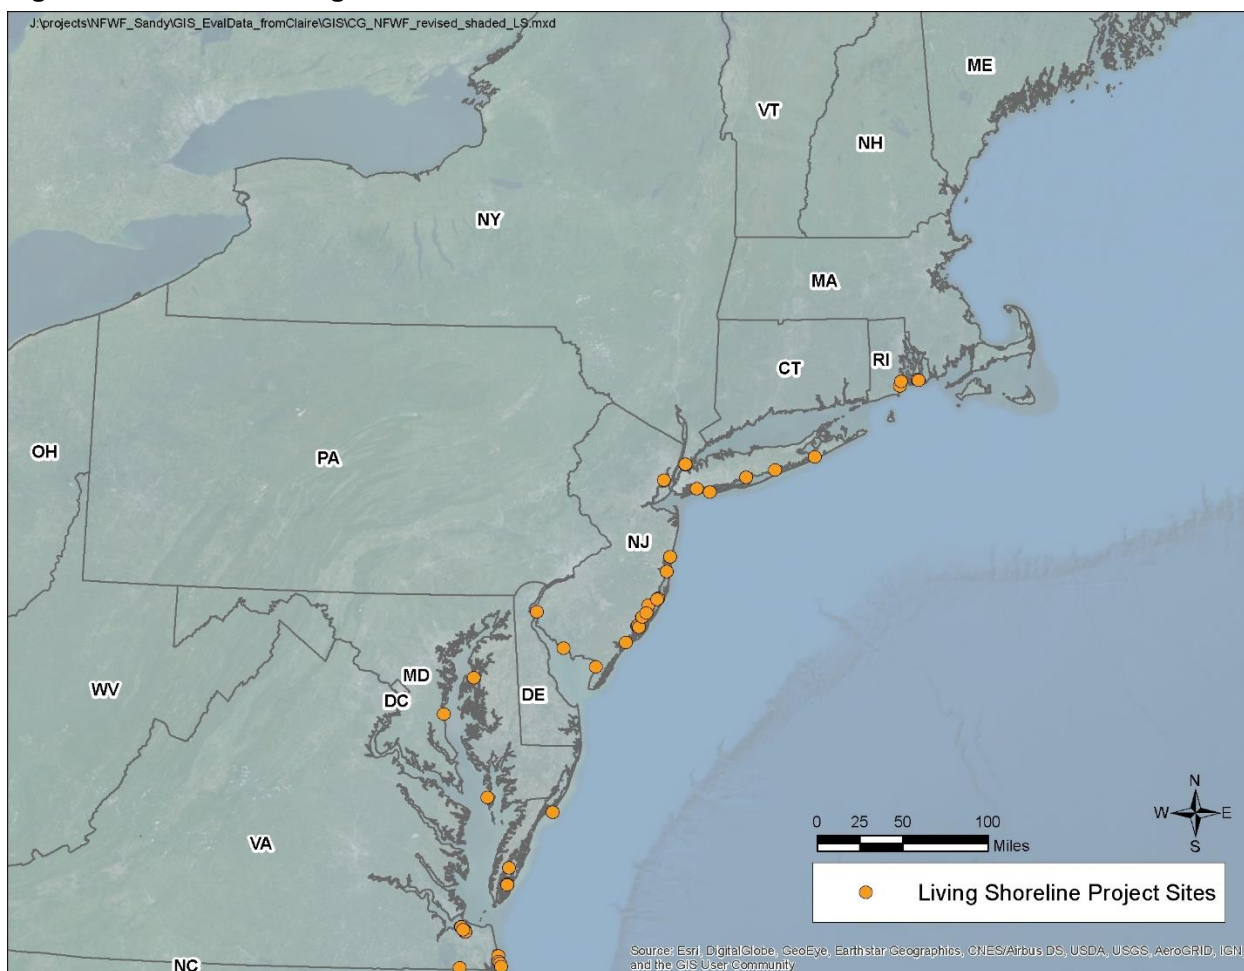 J:\projects\NFWF_Sandy\GIS_EvalData_fromClaire\GIS\CG_NFWF_revised_shaded_LS.mxd
ME
VT
NH
NY
MA
CT
RI
OH
PA
NJ
MD
DE
WV
DC
VA
NC
N
W E
S
0 25 50 100
Miles
Living Shoreline Project Sites
Source: Esri, DigitalGlobe, GeoEye, Earthstar Geographics, CNES/Airbus DS, USDA, USGS, AeroGRID, IGN,
and the GIS User Community